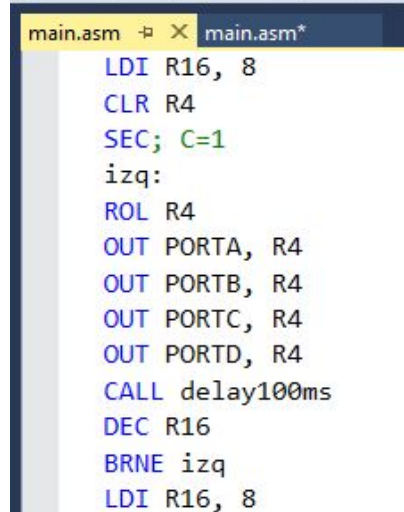 main.asm main.asm*
LDI R16, 8
CLR R4
SEC; C=1
izq:
ROL R4
OUT PORTA, R4
OUT PORTB, R4
OUT PORTC, R4
OUT PORTD, R4
CALL delay100ms
DEC R16
BRNE izq
LDI R16, 8